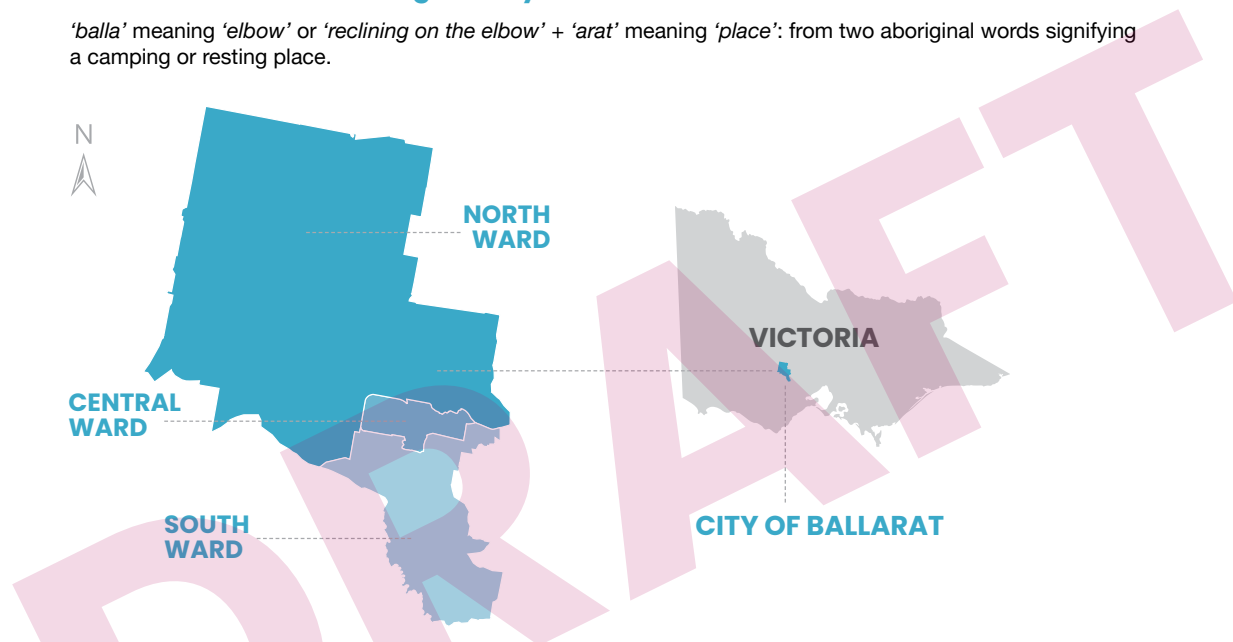 'balla' meaning 'elbow' or 'reclining on the elbow' + 'arat' meaning 'place': from two aboriginal words signifying
a camping or resting place.
N
NORTH
WARD
VICTORIA
CENTRAL
WARD
SOUTH
WARD
CITY OF BALLARAT
DRAFT